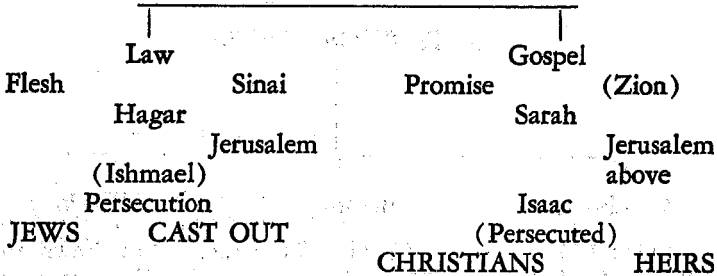 Law Gospel
Flesh Sinai Promise (Zion)
Hagar Sarah
Jerusalem Jerusalem
(Ishmael) above
Persecution Isaac
JEWS CAST OUT (Persecuted)
CHRISTIANS HEIRS